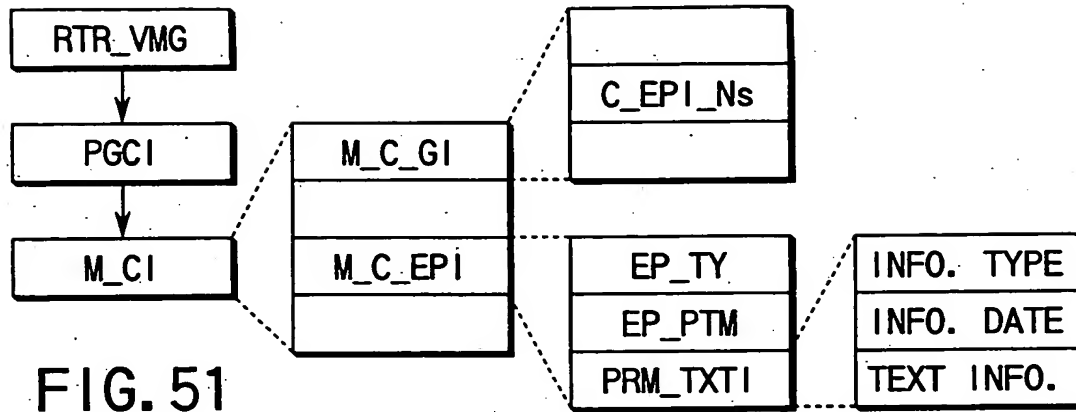 RTR_VMG
PGCI
M_CI
M_C_GI
M_C_EPI
C_EPI_Ns
EP_TY
EP_PTM
PRM_TXTI
INFO. TYPE
INFO. DATE
TEXT INFO.
FIG. 51